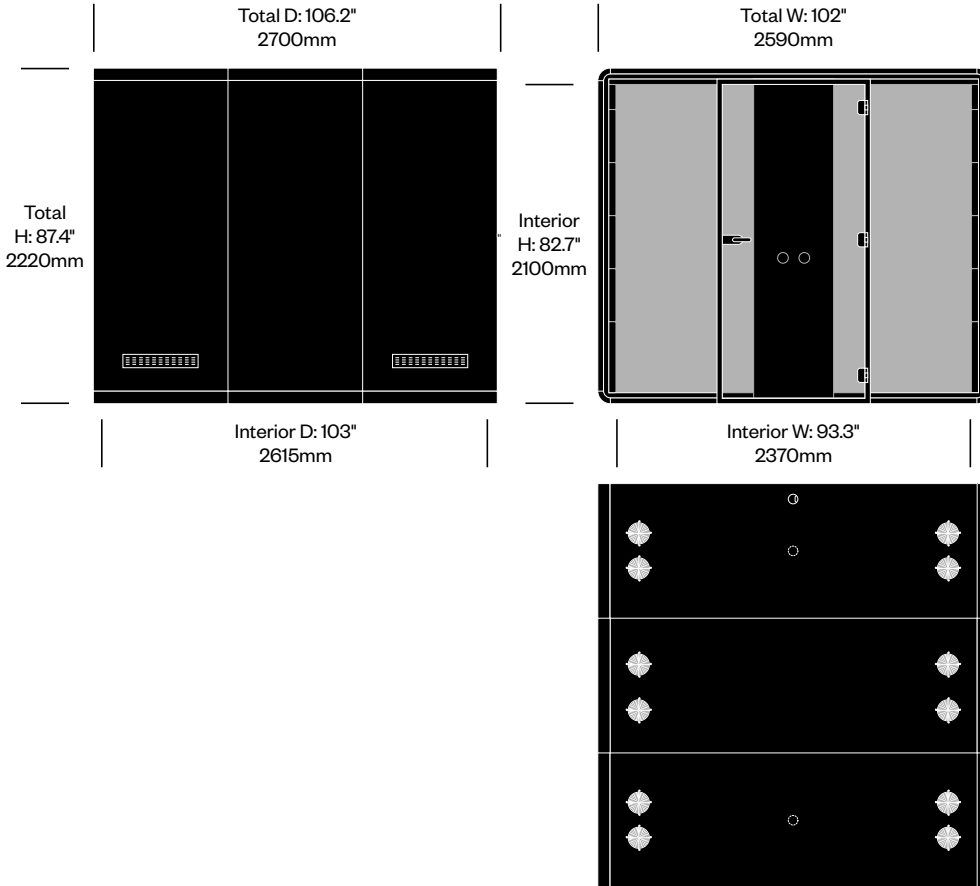 Total D: 106.2"
2700mm
Total W: 102"
2590mm
Total
H: 87.4"
2220mm
Interior
H: 82.7"
2100mm
Interior D: 103"
2615mm
Interior W: 93.3"
2370mm